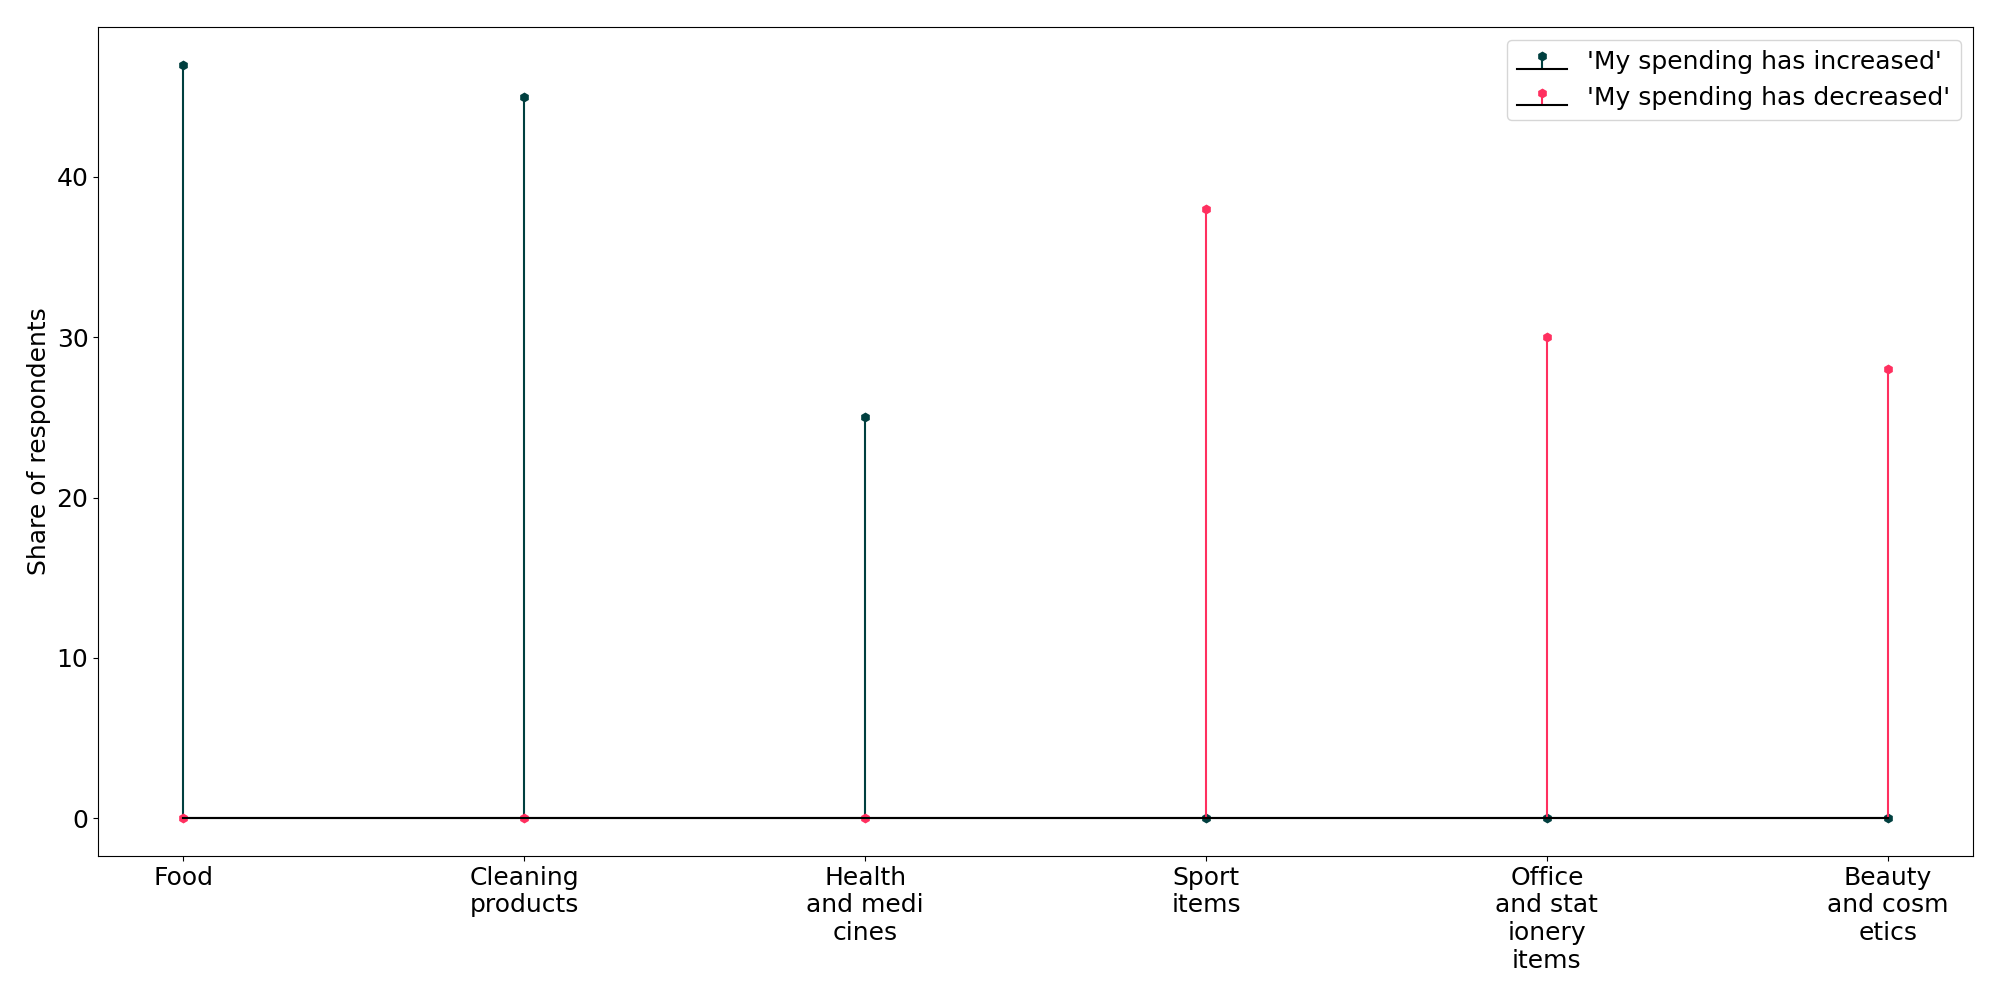 'My spending has increased'
'My spending has decreased'
Share of respondents
40
30
20
10
0
Food
Cleaning
products
Health
and medi
cines
Sport
items
Office
and stat
ionery
items
Beauty
and cosm
etics